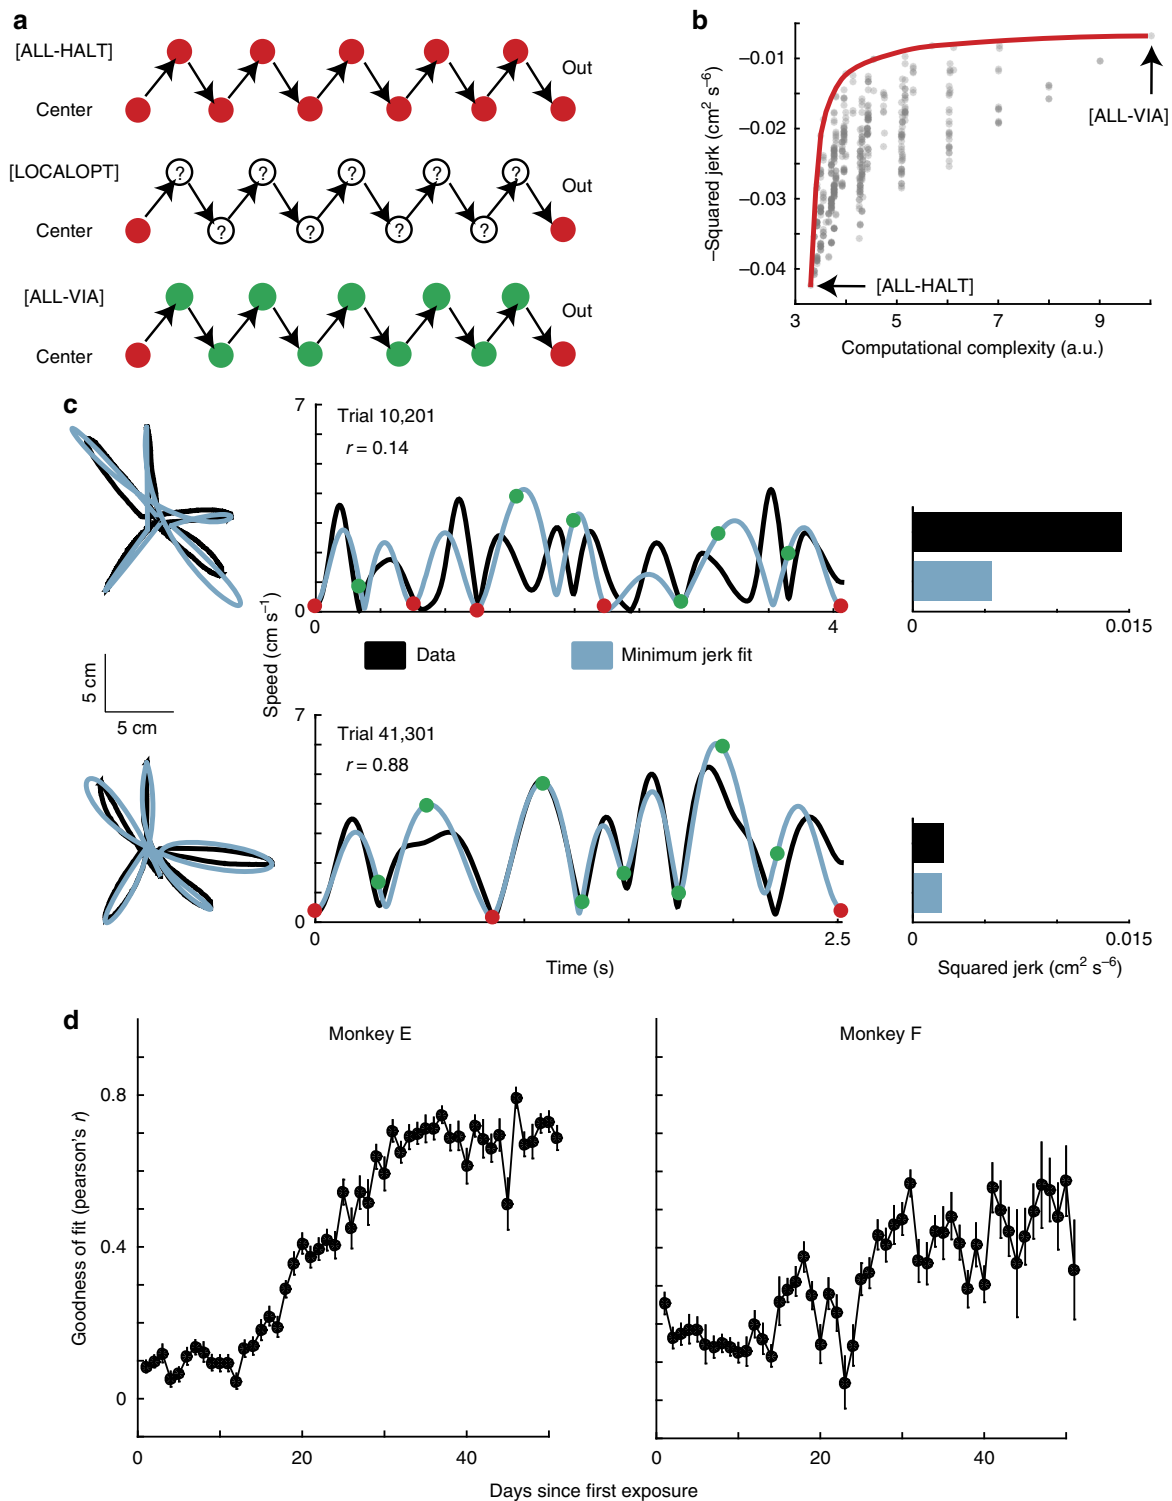 a
[ALL-HALT]
Out
Center
[LOCALOPT]
? ? ? ? ?
Out
Center
? ? ? ?
[ALL-VIA]
Out
Center
b
–Squared jerk (cm² s⁻⁶)
–0.01
–0.02
–0.03
–0.04
[ALL-VIA]
[ALL-HALT]
3 5 7 9
Computational complexity (a.u.)
c
7
Trial 10,201
r = 0.14
0
0 4
0 0.015
Speed (cm s⁻¹)
Data
Minimum jerk fit
5 cm
5 cm
7
Trial 41,301
r = 0.88
0
0 2.5
Time (s)
0 0.015
Squared jerk (cm² s⁻⁶)
d
Monkey E
Monkey F
Goodness of fit (pearson's r)
0.8
0.4
0
0 20 40
0 20 40
Days since first exposure